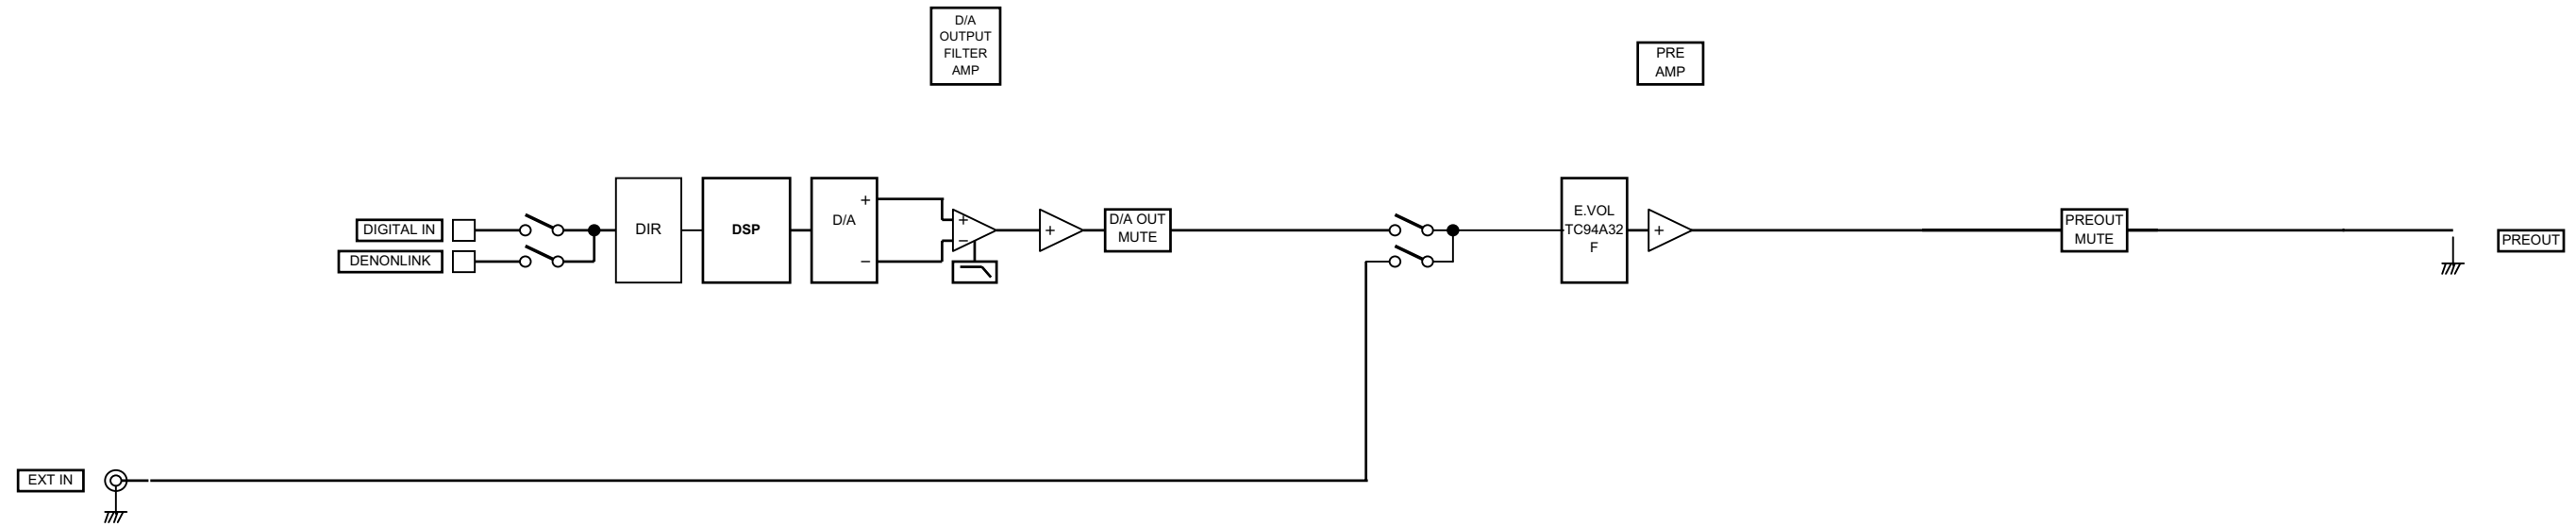 D/A
OUTPUT
FILTER
AMP
PRE
AMP
DIGITAL IN
DENONLINK
DIR
DSP
D/A
+
−
+
−
+
D/A OUT
MUTE
E.VOL
TC94A32
F
+
PREOUT
MUTE
PREOUT
EXT IN